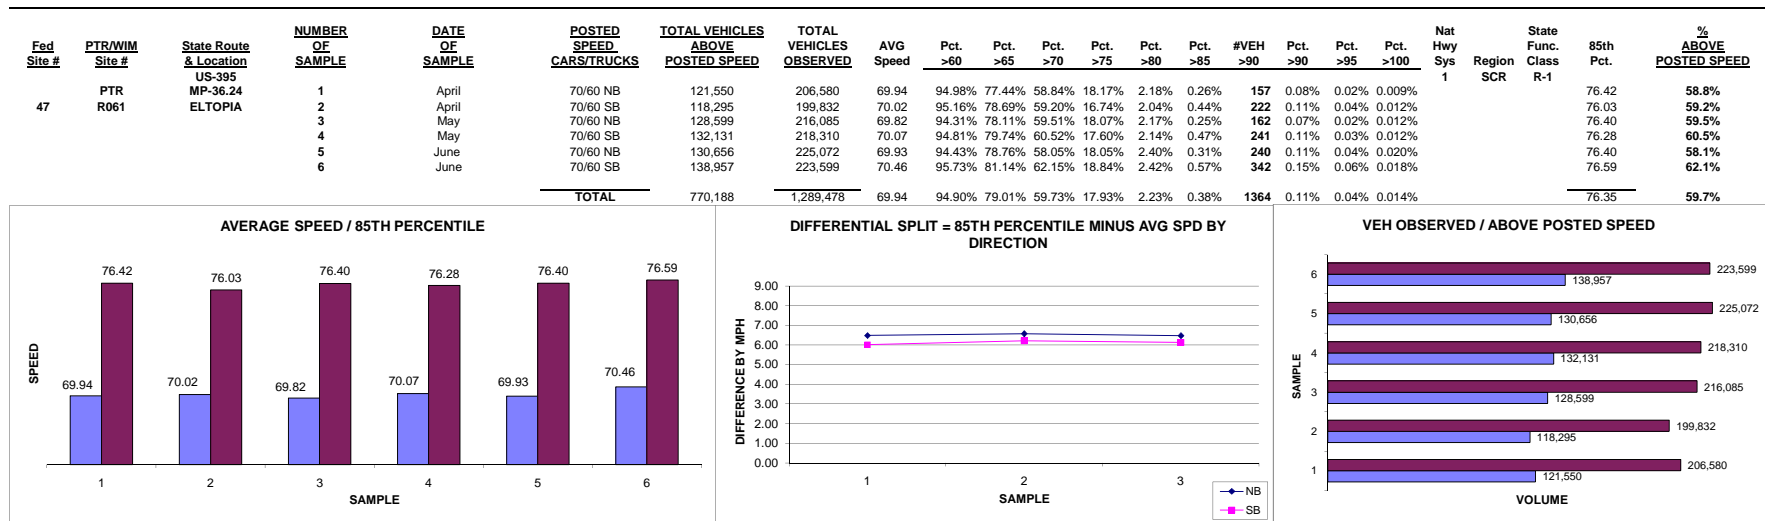 Fed Site # PTR/WIM Site # State Route & Location NUMBER OF SAMPLE DATE OF SAMPLE POSTED SPEED CARS/TRUCKS TOTAL VEHICLES ABOVE POSTED SPEED TOTAL VEHICLES OBSERVED AVG Speed Pct. >60 Pct. >65 Pct. >70 Pct. >75 Pct. >80 Pct. >85 #VEH >90 Pct. >90 Pct. >95 Pct. >100 Nat Hwy Sys Region State Func. Class 85th Pct. % ABOVE POSTED SPEED
US-395 1 SCR R-1
PTR MP-36.24 1 April 70/60 NB 121,550 206,580 69.94 94.98% 77.44% 58.84% 18.17% 2.18% 0.26% 157 0.08% 0.02% 0.009% 76.42 58.8%
47 R061 ELTOPIA 2 April 70/60 SB 118,295 199,832 70.02 95.16% 78.69% 59.20% 16.74% 2.04% 0.44% 222 0.11% 0.04% 0.012% 76.03 59.2%
3 May 70/60 NB 128,599 216,085 69.82 94.31% 78.11% 59.51% 18.07% 2.17% 0.25% 162 0.07% 0.02% 0.012% 76.40 59.5%
4 May 70/60 SB 132,131 218,310 70.07 94.81% 79.74% 60.52% 17.60% 2.14% 0.47% 241 0.11% 0.03% 0.012% 76.28 60.5%
5 June 70/60 NB 130,656 225,072 69.93 94.43% 78.76% 58.05% 18.05% 2.40% 0.31% 240 0.11% 0.04% 0.020% 76.40 58.1%
6 June 70/60 SB 138,957 223,599 70.46 95.73% 81.14% 62.15% 18.84% 2.42% 0.57% 342 0.15% 0.06% 0.018% 76.59 62.1%
TOTAL 770,188 1,289,478 69.94 94.90% 79.01% 59.73% 17.93% 2.23% 0.38% 1364 0.11% 0.04% 0.014% 76.35 59.7%
AVERAGE SPEED / 85TH PERCENTILE
SPEED
69.94 76.42 70.02 76.03 69.82 76.40 70.07 76.28 69.93 76.40 70.46 76.59
1 2 3 4 5 6
SAMPLE
DIFFERENTIAL SPLIT = 85TH PERCENTILE MINUS AVG SPD BY
DIRECTION
DIFFERENCE BY MPH
9.00
8.00
7.00
6.00
5.00
4.00
3.00
2.00
1.00
0.00
1 2 3
SAMPLE
NB
SB
VEH OBSERVED / ABOVE POSTED SPEED
SAMPLE
6 223,599
138,957
5 225,072
130,656
4 218,310
132,131
3 216,085
128,599
2 199,832
118,295
1 206,580
121,550
VOLUME